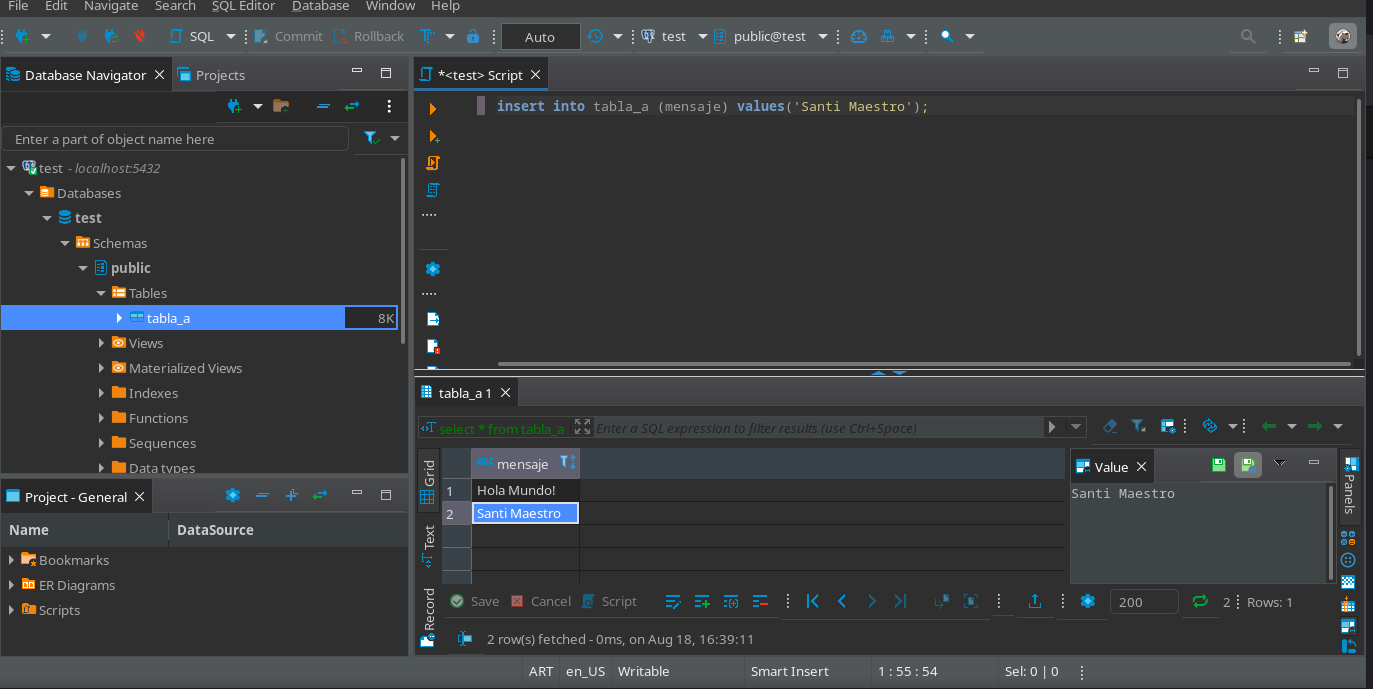 File Edit Navigate Search SQL Editor Database Window Help
SQL Commit Rollback Auto test public@test
Database Navigator Projects
*<test> Script
insert into tabla_a (mensaje) values('Santi Maestro');
Enter a part of object name here
test - localhost:5432
Databases
test
Schemas
public
Tables
tabla_a 8K
Views
Materialized Views
Indexes
Functions
Sequences
Data types
Project - General
Name DataSource
Bookmarks
ER Diagrams
Scripts
tabla_a 1
select * from tabla_a Enter a SQL expression to filter results (use Ctrl+Space)
Grid
Text
Record
mensaje
1 Hola Mundo!
2 Santi Maestro
Value
Santi Maestro
Panels
Save Cancel Script 200 2 Rows: 1
2 row(s) fetched - 0ms, on Aug 18, 16:39:11
ART en_US Writable Smart Insert 1 : 55 : 54 Sel: 0 | 0